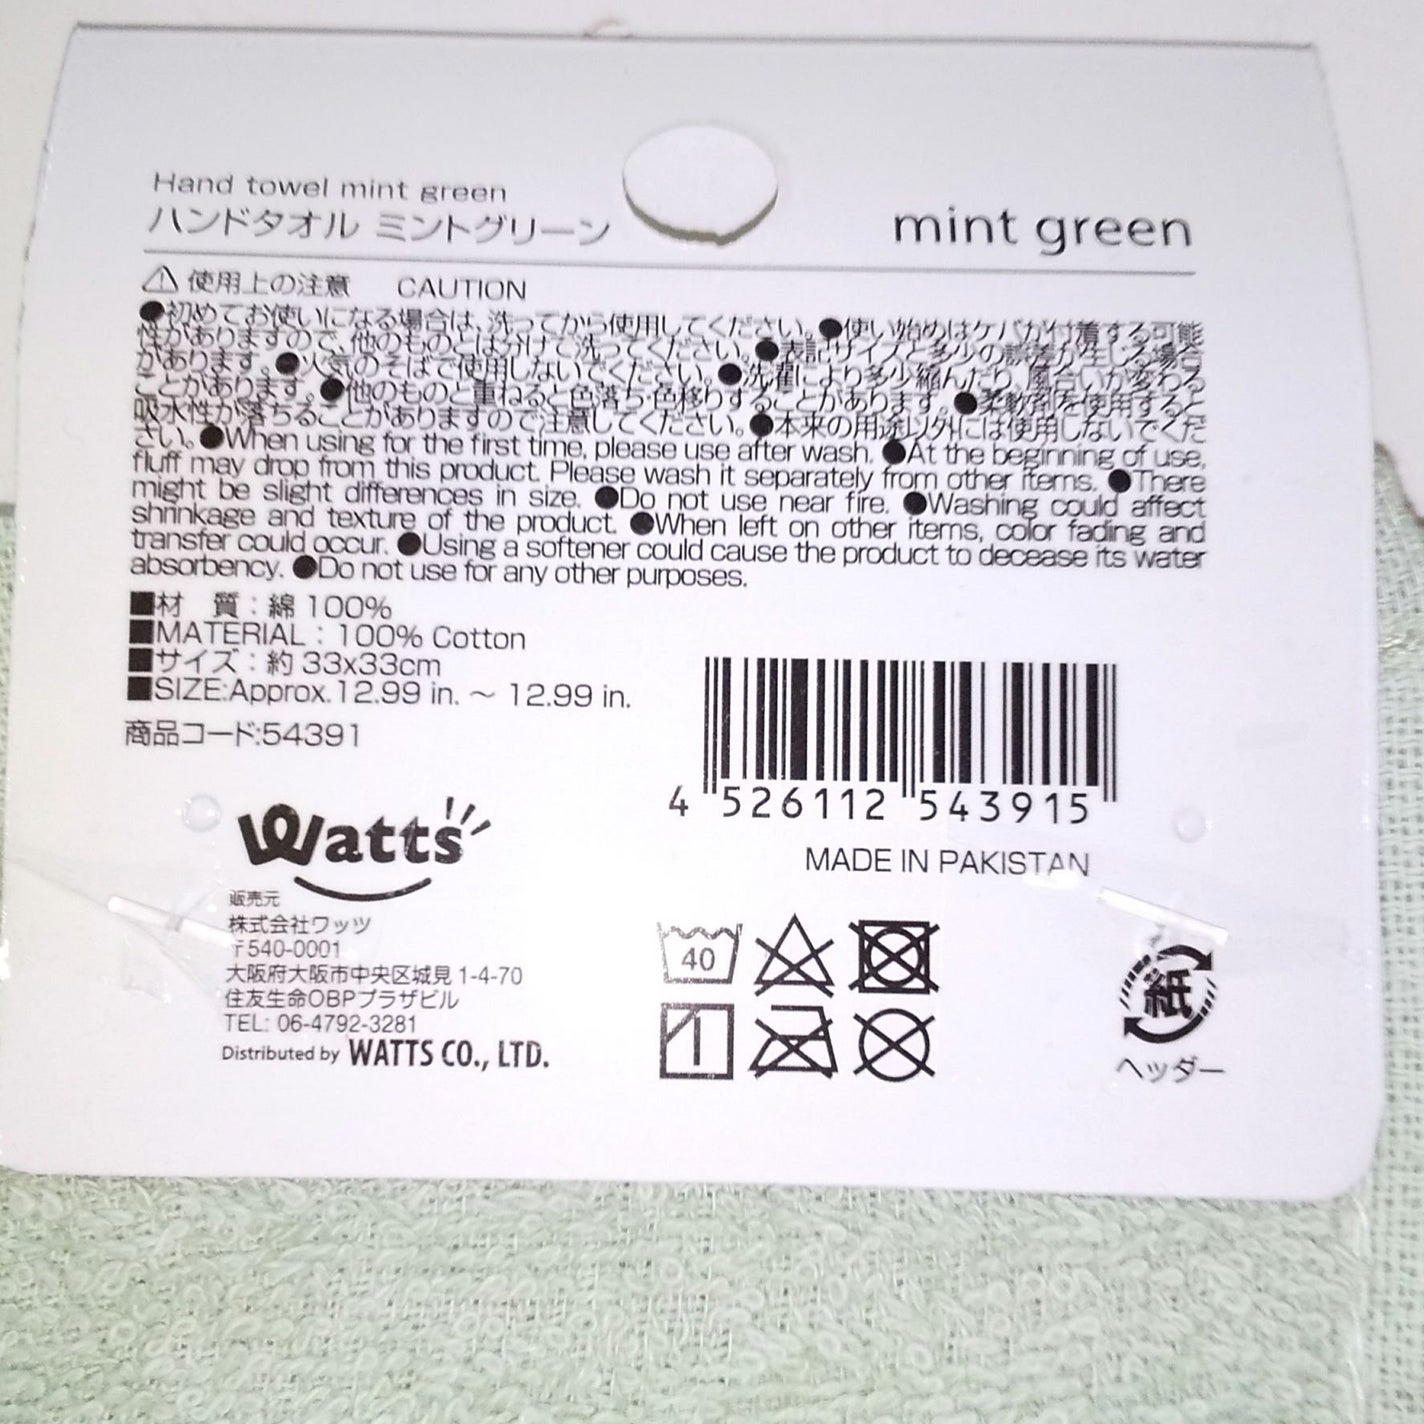 Hand towel mint green
ハンドタオル ミントグリーン
mint green
⚠ 使用上の注意 CAUTION
●初めてお使いになる場合は、洗ってから使用してください。●使い始めはケバが付着する可能
性がありますので、他のものとは分けて洗ってください。●表記サイズと多少の誤差が生じる場合
があります。●火気のそばで使用しないでください。●洗濯により多少縮んだり、風合いが変わる
ことがあります。●他のものと重ねると色落ち・色移りすることがあります。●柔軟剤を使用すると
吸水性が落ちることがありますので注意してください。●本来の用途以外には使用しないでくだ
さい。●When using for the first time, please use after wash. ●At the beginning of use,
fluff may drop from this product. Please wash it separately from other items. ●There
might be slight differences in size. ●Do not use near fire. ●Washing could affect
shrinkage and texture of the product. ●When left on other items, color fading and
transfer could occur. ●Using a softener could cause the product to decease its water
absorbency. ●Do not use for any other purposes.
■材 質：綿 100%
■MATERIAL : 100% Cotton
■サイズ：約 33x33cm
■SIZE:Approx. 12.99 in. ～ 12.99 in.
商品コード:54391
4 526112 543915
MADE IN PAKISTAN
Watts
販売元
株式会社ワッツ
〒540-0001
大阪府大阪市中央区城見 1-4-70
住友生命OBPプラザビル
TEL: 06-4792-3281
Distributed by WATTS CO., LTD.
40
紙
ヘッダー